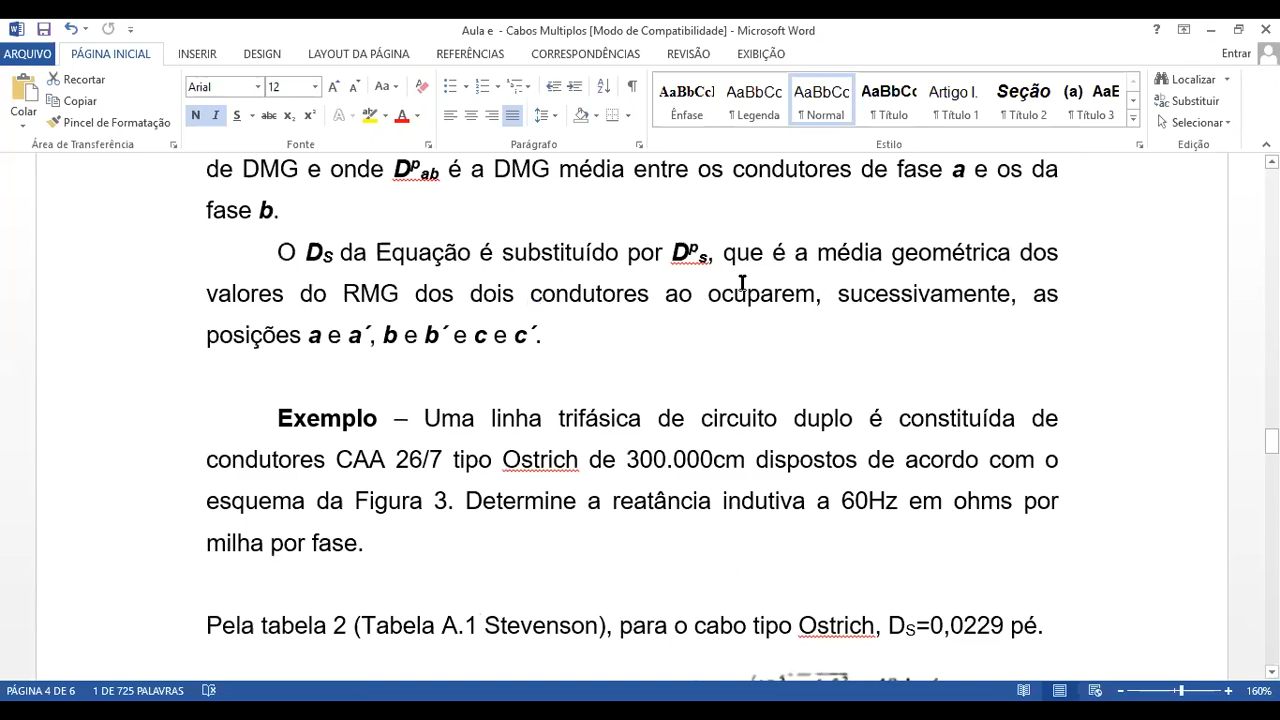 Aula e - Cabos Multiplos [Modo de Compatibilidade] - Microsoft Word
ARQUIVO PÁGINA INICIAL INSERIR DESIGN LAYOUT DA PÁGINA REFERÊNCIAS CORRESPONDÊNCIAS REVISÃO EXIBIÇÃO Entrar
Colar
Recortar
Copiar
Pincel de Formatação
Área de Transferência
Arial 12
N I S abc x₂ x²
Fonte
Parágrafo
AaBbCcl AaBbCc AaBbCc AaBbCc AaBbCc Seção (a) AaE
Ênfase ¶ Legenda ¶ Normal ¶ Título Artigo I. ¶ Título 1 ¶ Título 2 ¶ Título 3
Estilo
Localizar
Substituir
Selecionar
Edição
de DMG e onde Dᵖab é a DMG média entre os condutores de fase a e os da
fase b.
O DS da Equação é substituído por Dᵖs, que é a média geométrica dos
valores do RMG dos dois condutores ao ocuparem, sucessivamente, as
posições a e a´, b e b´ e c e c´.
Exemplo – Uma linha trifásica de circuito duplo é constituída de
condutores CAA 26/7 tipo Ostrich de 300.000cm dispostos de acordo com o
esquema da Figura 3. Determine a reatância indutiva a 60Hz em ohms por
milha por fase.
Pela tabela 2 (Tabela A.1 Stevenson), para o cabo tipo Ostrich, DS=0,0229 pé.
PÁGINA 4 DE 6 1 DE 725 PALAVRAS 160%